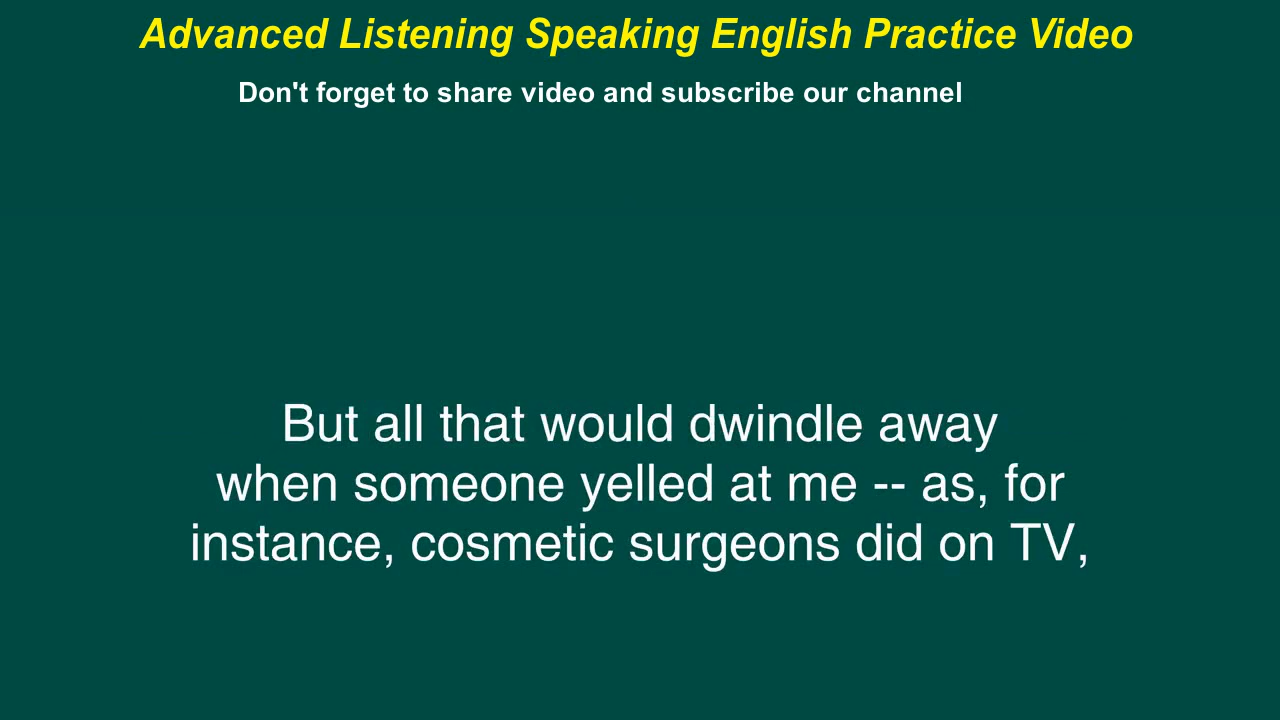 Advanced Listening Speaking English Practice Video
Don't forget to share video and subscribe our channel
But all that would dwindle away
when someone yelled at me -- as, for
instance, cosmetic surgeons did on TV,